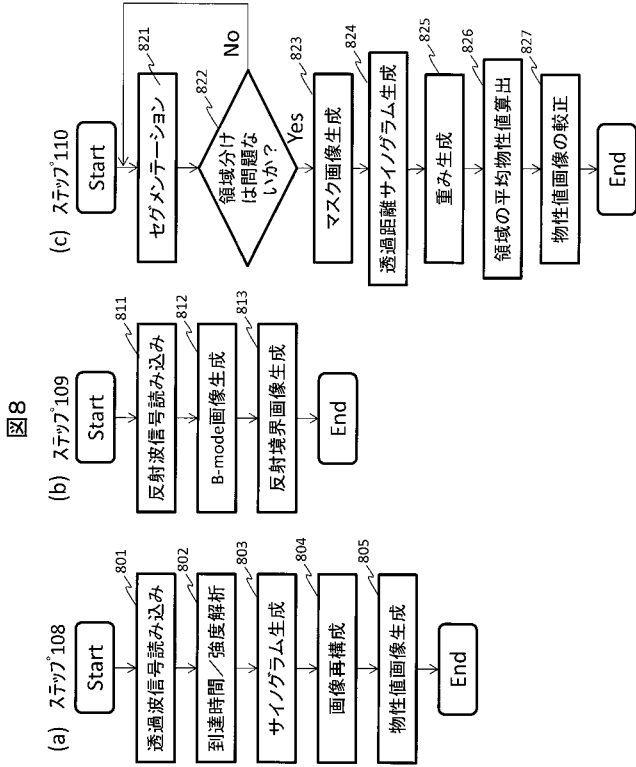 図8
(a) ステップ108
Start
801
透過波信号読み込み
802
到達時間／強度解析
803
サイノグラム生成
804
画像再構成
805
物性値画像生成
End
(b) ステップ109
Start
811
反射波信号読み込み
812
B-mode画像生成
813
反射境界画像生成
End
(c) ステップ110
Start
821
セグメンテーション
822
領域分け
は問題な
いか？
No
Yes
823
マスク画像生成
824
透過距離サイノグラム生成
825
重み生成
826
領域の平均物性値算出
827
物性値画像の較正
End